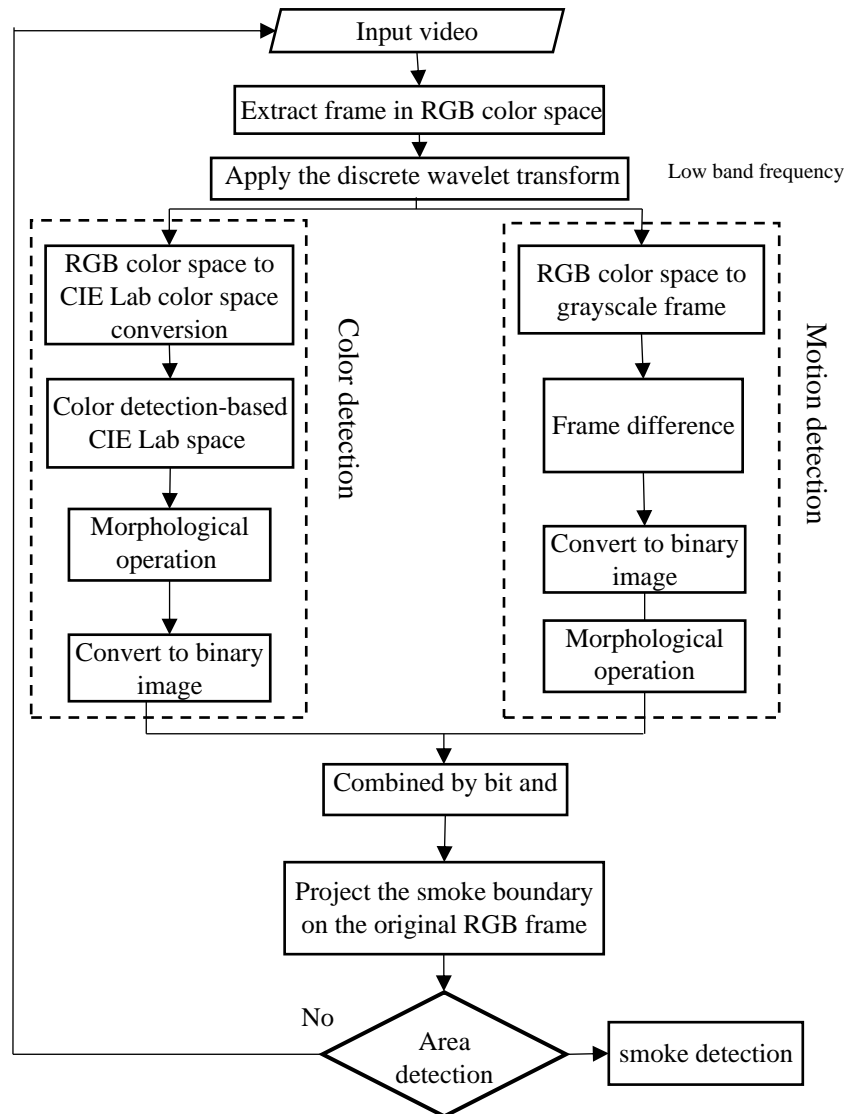 Input video
Extract frame in RGB color space
Apply the discrete wavelet transform
Low band frequency
RGB color space to
CIE Lab color space
conversion
Color detection-based
CIE Lab space
Morphological
operation
Convert to binary
image
Color detection
RGB color space to
grayscale frame
Frame difference
Convert to binary
image
Morphological
operation
Motion detection
Combined by bit and
Project the smoke boundary
on the original RGB frame
No
Area
detection
smoke detection